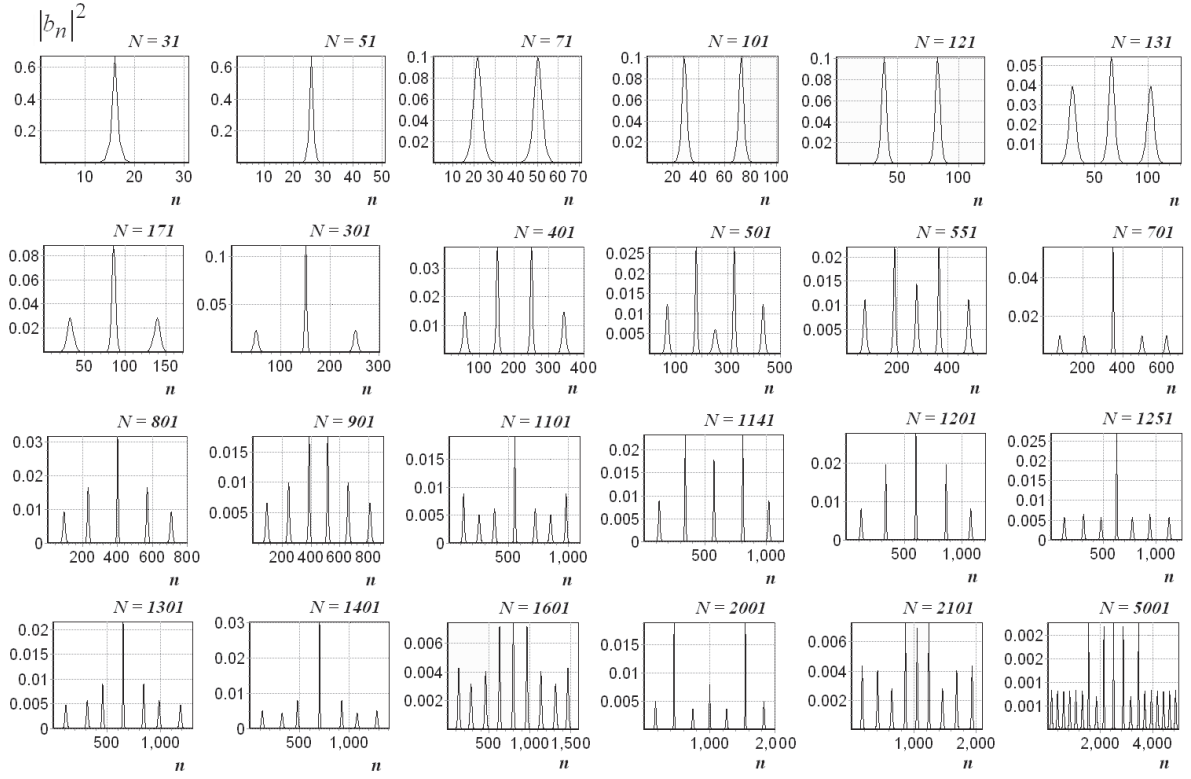 |b_n|^2
N = 31 N = 51 N = 71 N = 101 N = 121 N = 131
0.6 0.6 0.1 0.1 0.1 0.05
0.08 0.08 0.08 0.04
0.4 0.4 0.06 0.06 0.06 0.03
0.04 0.04 0.04 0.02
0.2 0.2 0.02 0.02 0.02 0.01
10 20 30 10 20 30 40 50 10 20 30 40 50 60 70 20 40 60 80 100 50 100 50 100
n n n n n n
N = 171 N = 301 N = 401 N = 501 N = 551 N = 701
0.08 0.1 0.03 0.025 0.02 0.04
0.06 0.02 0.02 0.015
0.04 0.05 0.015 0.01 0.02
0.02 0.01 0.01 0.005
0.005
50 100 150 100 200 300 100 200 300 400 100 200 300 400 500 200 400 200 400 600
n n n n n n
N = 801 N = 901 N = 1101 N = 1141 N = 1201 N = 1251
0.03 0.015 0.015 0.02 0.02 0.025
0.02 0.01 0.01 0.015 0.01 0.02
0.01 0.005 0.005 0.01 0 0.015
0 0 0.005 0.01
0 0.005
0
200 400 600 800 200 400 600 800 500 1,000 500 1,000 500 1,000 500 1,000
n n n n n n
N = 1301 N = 1401 N = 1601 N = 2001 N = 2101 N = 5001
0.02 0.03 0.006 0.015 0.006 0.002
0.015 0.02 0.004 0.01 0.004 0.002
0.01 0.01 0.002 0.005 0.002 0.001
0.005 0 0.001
0
500 1,000 500 1,000 500 1,000 1,500 1,000 2,000 1,000 2,000 2,000 4,000
n n n n n n